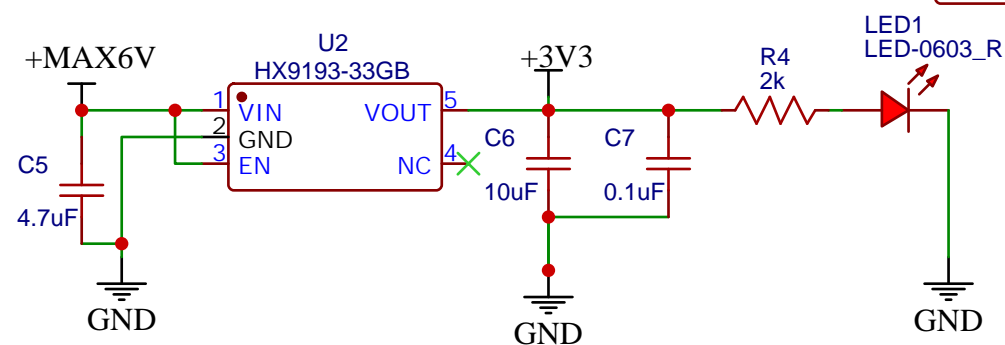 LED1
LED-0603_R
+MAX6V
U2
HX9193-33GB
+3V3
R4
2k
1
VIN
VOUT
5
2
GND
3
EN
NC
4
C5
4.7uF
C6
10uF
C7
0.1uF
GND
GND
GND